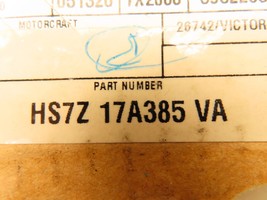 MOTORCRAFT
26742/VICTOR
PART NUMBER
HS7Z 17A385 VA